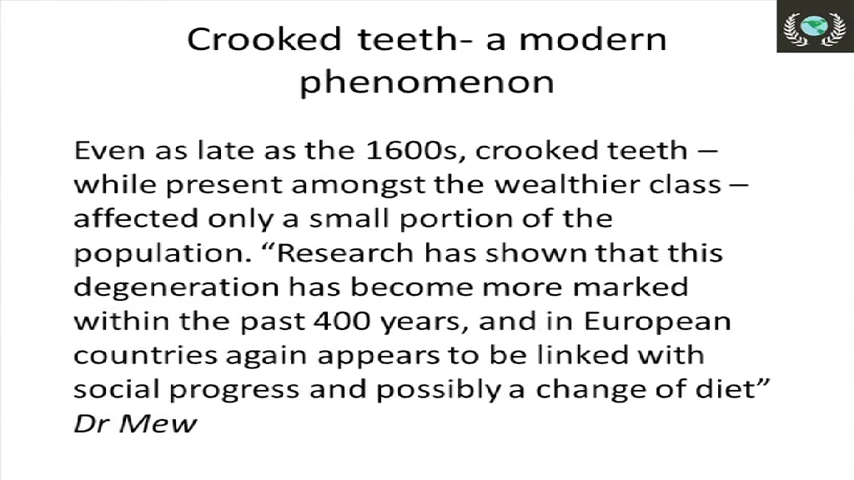 Crooked teeth- a modern
phenomenon
Even as late as the 1600s, crooked teeth –
while present amongst the wealthier class –
affected only a small portion of the
population. “Research has shown that this
degeneration has become more marked
within the past 400 years, and in European
countries again appears to be linked with
social progress and possibly a change of diet”
Dr Mew